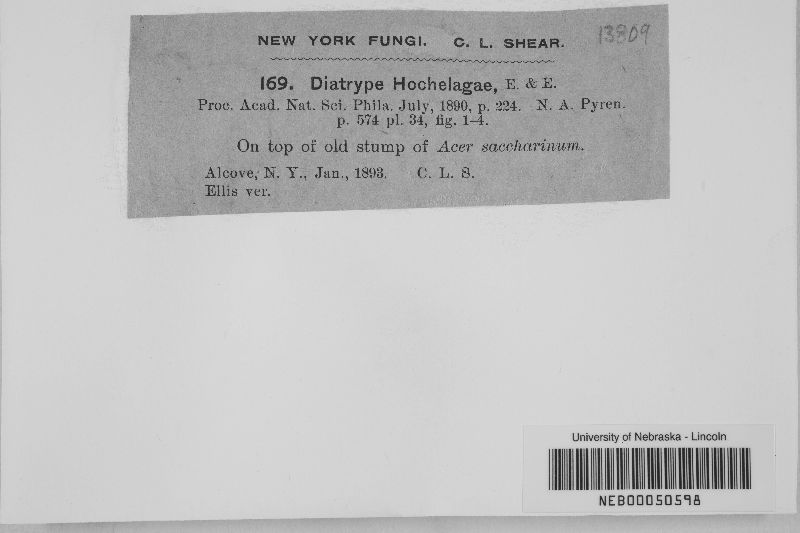 NEW YORK FUNGI. C. L. SHEAR.
13809
169. Diatrype Hochelagae, E. & E.
Proc. Acad. Nat. Sci. Phila. July, 1890, p. 224. N. A. Pyren.
p. 574 pl. 34, fig. 1-4.
On top of old stump of Acer saccharinum.
Alcove, N. Y., Jan., 1893. C. L. S.
Ellis ver.
University of Nebraska - Lincoln
NEB00050598